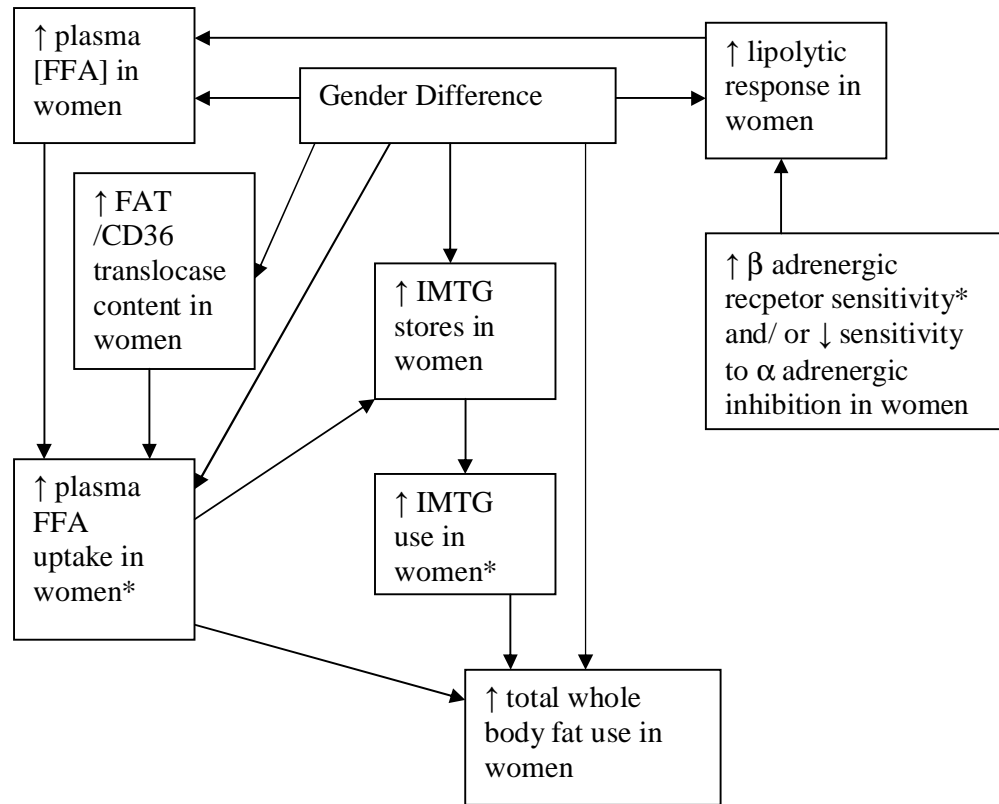 ↑ plasma
[FFA] in
women
Gender Difference
↑ lipolytic
response in
women
↑ FAT
/CD36
translocase
content in
women
↑ IMTG
stores in
women
↑ β adrenergic
recpetor sensitivity*
and/ or ↓ sensitivity
to α adrenergic
inhibition in women
↑ plasma
FFA
uptake in
women*
↑ IMTG
use in
women*
↑ total whole
body fat use in
women